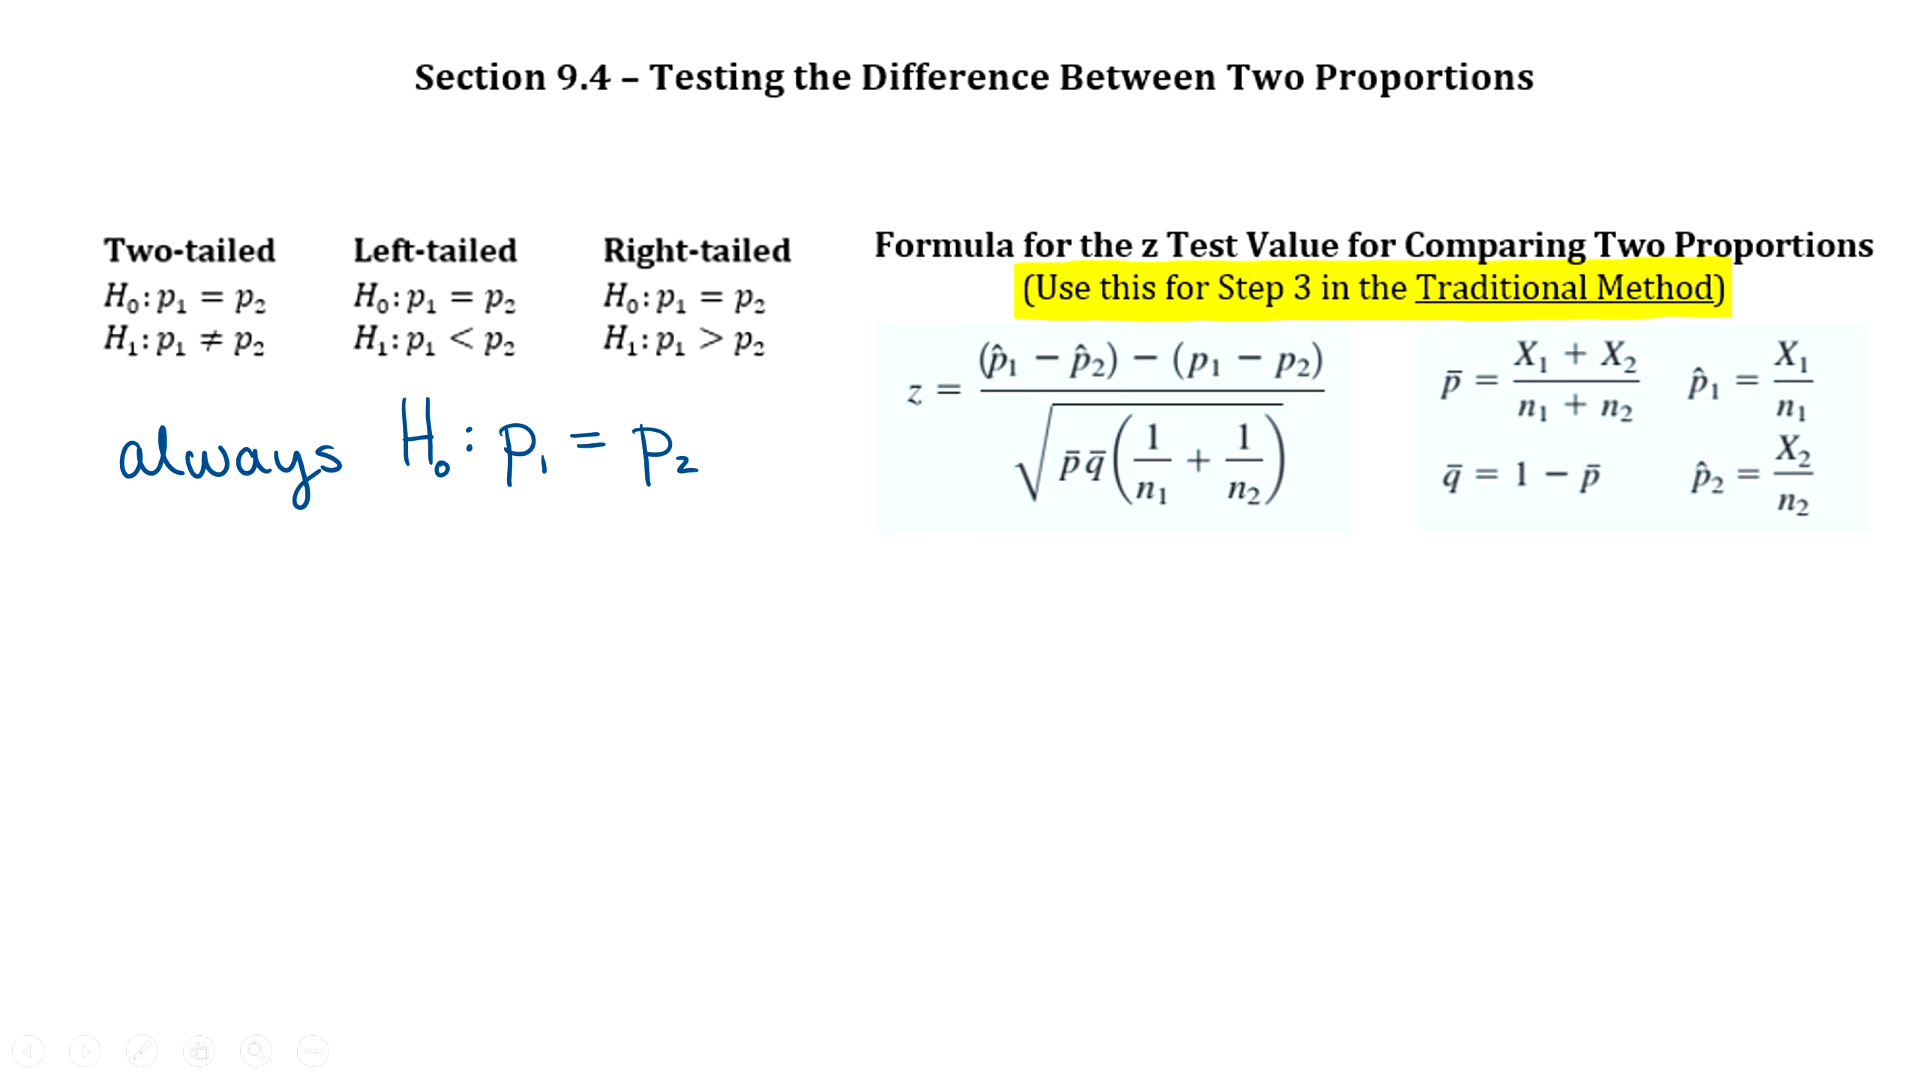 Section 9.4 – Testing the Difference Between Two Proportions
Two-tailed Left-tailed Right-tailed
H₀: p₁ = p₂ H₀: p₁ = p₂ H₀: p₁ = p₂
H₁: p₁ ≠ p₂ H₁: p₁ < p₂ H₁: p₁ > p₂
always H₀: p₁ = p₂
Formula for the z Test Value for Comparing Two Proportions
(Use this for Step 3 in the Traditional Method)
z = ((p̂₁ − p̂₂) − (p₁ − p₂)) / √(p̄q̄(1/n₁ + 1/n₂))
p̄ = (X₁ + X₂)/(n₁ + n₂) p̂₁ = X₁/n₁
q̄ = 1 − p̄ p̂₂ = X₂/n₂